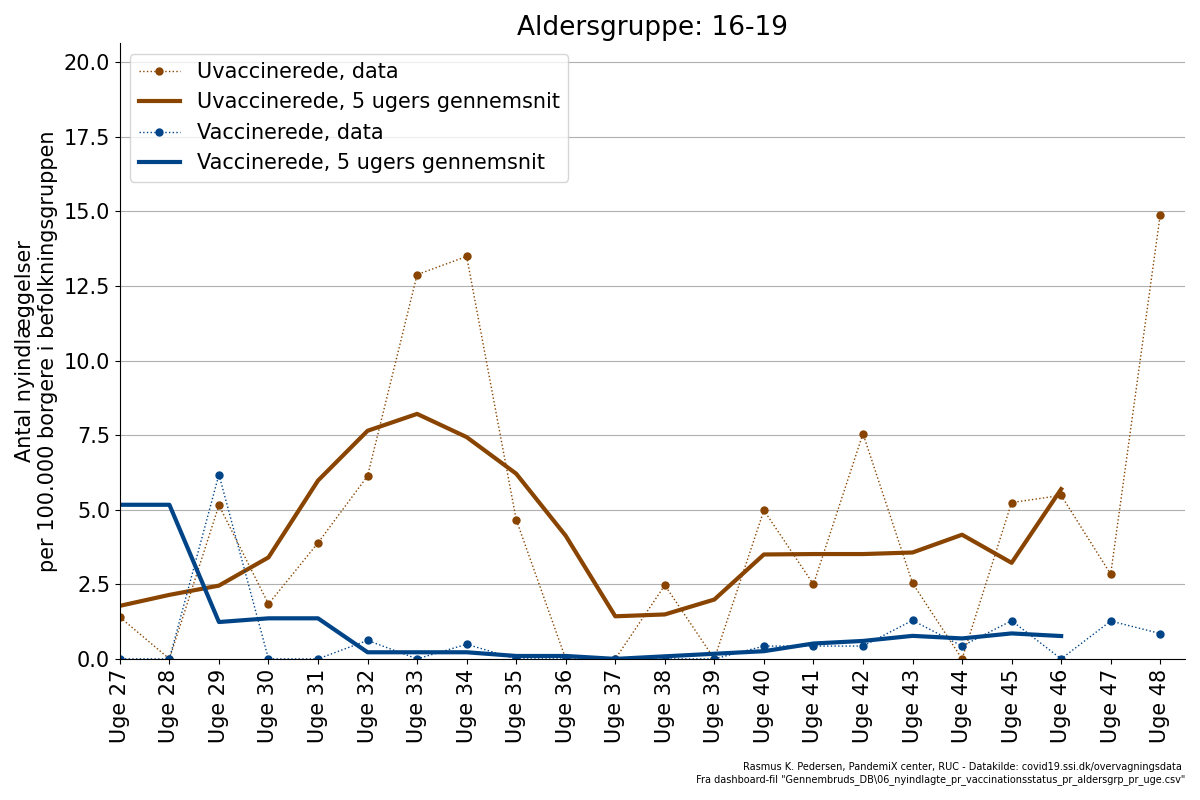 Aldersgruppe: 16-19
Uvaccinerede, data
Uvaccinerede, 5 ugers gennemsnit
Vaccinerede, data
Vaccinerede, 5 ugers gennemsnit
Antal nyindlæggelser
per 100.000 borgere i befolkningsgruppen
20.0
17.5
15.0
12.5
10.0
7.5
5.0
2.5
0.0
Uge 27
Uge 28
Uge 29
Uge 30
Uge 31
Uge 32
Uge 33
Uge 34
Uge 35
Uge 36
Uge 37
Uge 38
Uge 39
Uge 40
Uge 41
Uge 42
Uge 43
Uge 44
Uge 45
Uge 46
Uge 47
Uge 48
Rasmus K. Pedersen, PandemiX center, RUC - Datakilde: covid19.ssi.dk/overvagningsdata
Fra dashboard-fil "Gennembruds_DB\06_nyindlagte_pr_vaccinationsstatus_pr_aldersgrp_pr_uge.csv"